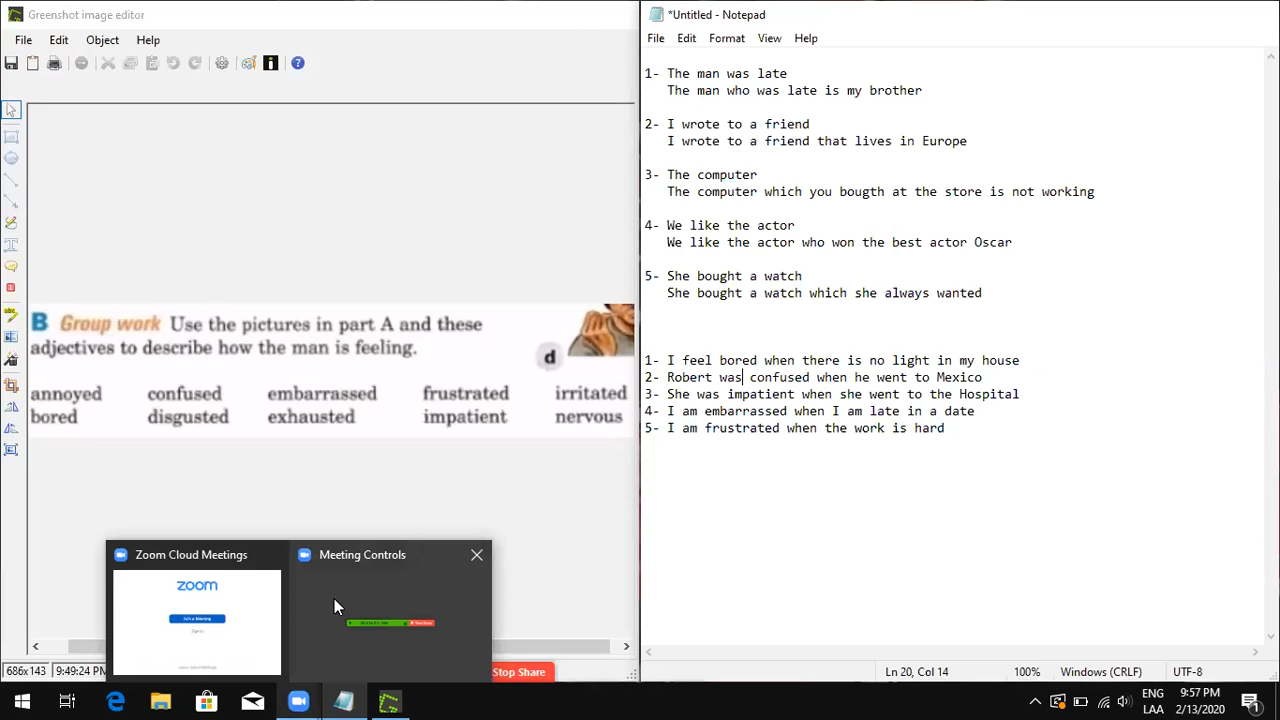 Greenshot image editor
File Edit Object Help
B Group work Use the pictures in part A and these
adjectives to describe how the man is feeling.
d
annoyed confused embarrassed frustrated irritated
bored disgusted exhausted impatient nervous
686x143 9:49:24 PM
Stop Share
*Untitled - Notepad
File Edit Format View Help
1- The man was late
The man who was late is my brother
2- I wrote to a friend
I wrote to a friend that lives in Europe
3- The computer
The computer which you bougth at the store is not working
4- We like the actor
We like the actor who won the best actor Oscar
5- She bought a watch
She bought a watch which she always wanted
1- I feel bored when there is no light in my house
2- Robert was confused when he went to Mexico
3- She was impatient when she went to the Hospital
4- I am embarrassed when I am late in a date
5- I am frustrated when the work is hard
Ln 20, Col 14 100% Windows (CRLF) UTF-8
Zoom Cloud Meetings
zoom
Join a Meeting
Meeting Controls
ENG
LAA
9:57 PM
2/13/2020
1